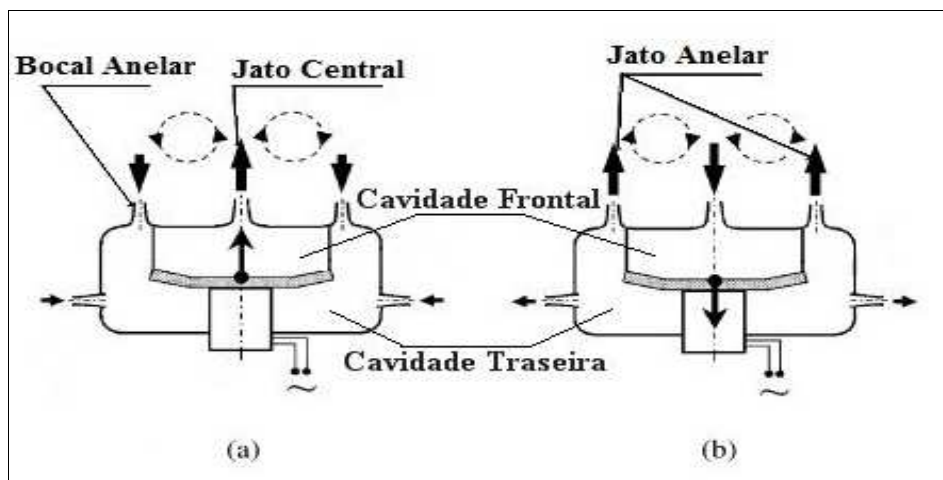 Bocal Anelar
Jato Central
Jato Anelar
Cavidade Frontal
Cavidade Traseira
~
~
(a)
(b)